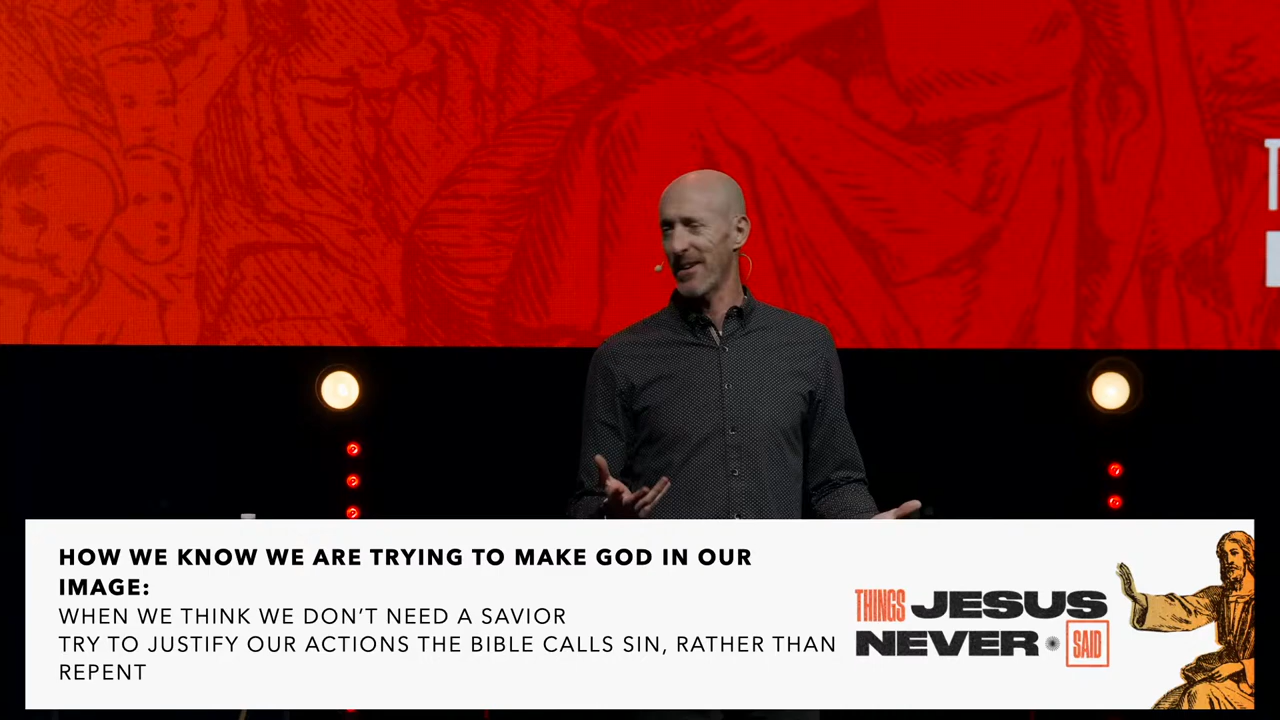 HOW WE KNOW WE ARE TRYING TO MAKE GOD IN OUR
IMAGE:
WHEN WE THINK WE DON'T NEED A SAVIOR
TRY TO JUSTIFY OUR ACTIONS THE BIBLE CALLS SIN, RATHER THAN
REPENT
THINGS JESUS
NEVER SAID